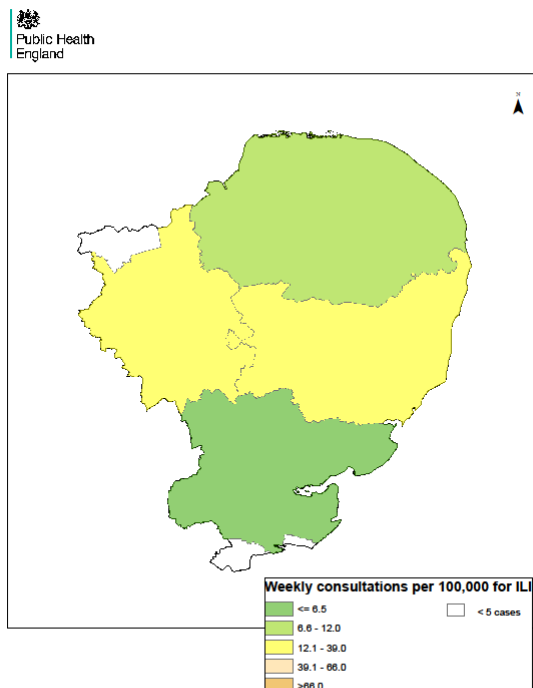 Public Health
England
N
Weekly consultations per 100,000 for ILI
<= 6.5
< 5 cases
6.6 - 12.0
12.1 - 39.0
39.1 - 66.0
>66.0